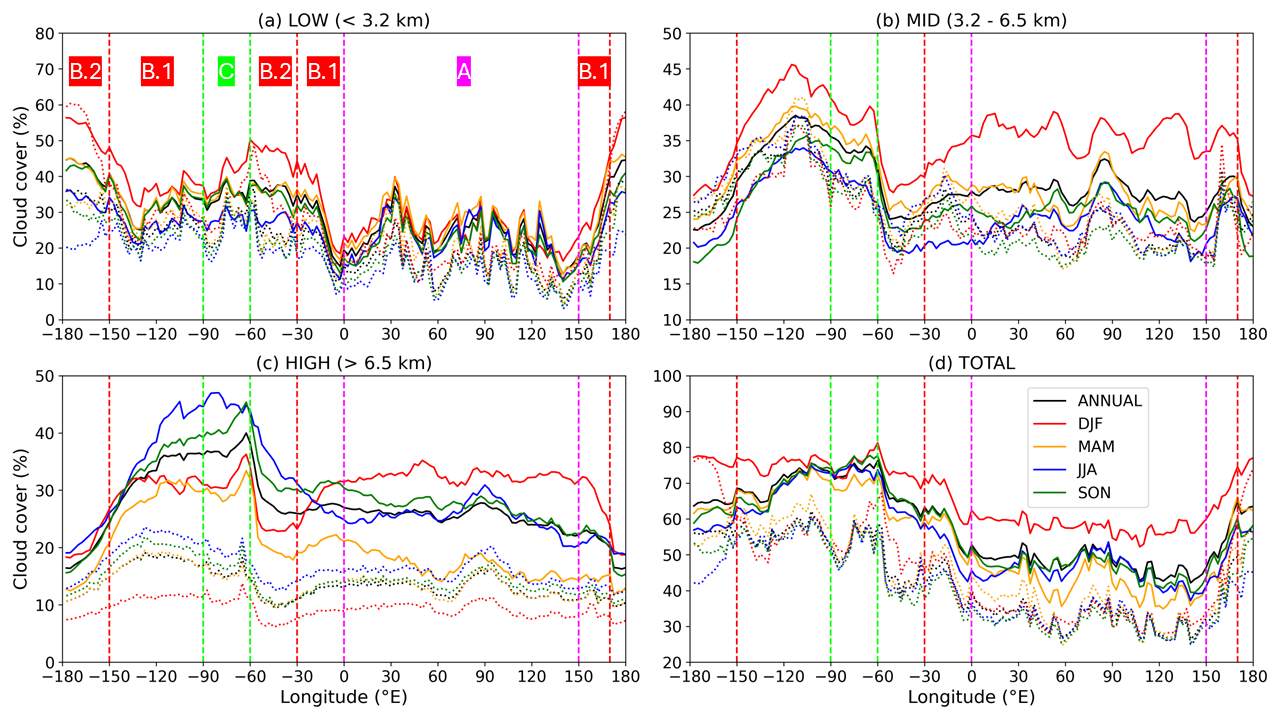 (a) LOW (< 3.2 km)
(b) MID (3.2 - 6.5 km)
Cloud cover (%)
80
70
60
50
40
30
20
10
0
B.2
B.1
C
B.2
B.1
A
B.1
−180 −150 −120 −90 −60 −30 0 30 60 90 120 150 180
50
45
40
35
30
25
20
15
10
−180 −150 −120 −90 −60 −30 0 30 60 90 120 150 180
(c) HIGH (> 6.5 km)
(d) TOTAL
Cloud cover (%)
50
40
30
20
10
0
−180 −150 −120 −90 −60 −30 0 30 60 90 120 150 180
Longitude (°E)
100
90
80
70
60
50
40
30
20
ANNUAL
DJF
MAM
JJA
SON
−180 −150 −120 −90 −60 −30 0 30 60 90 120 150 180
Longitude (°E)